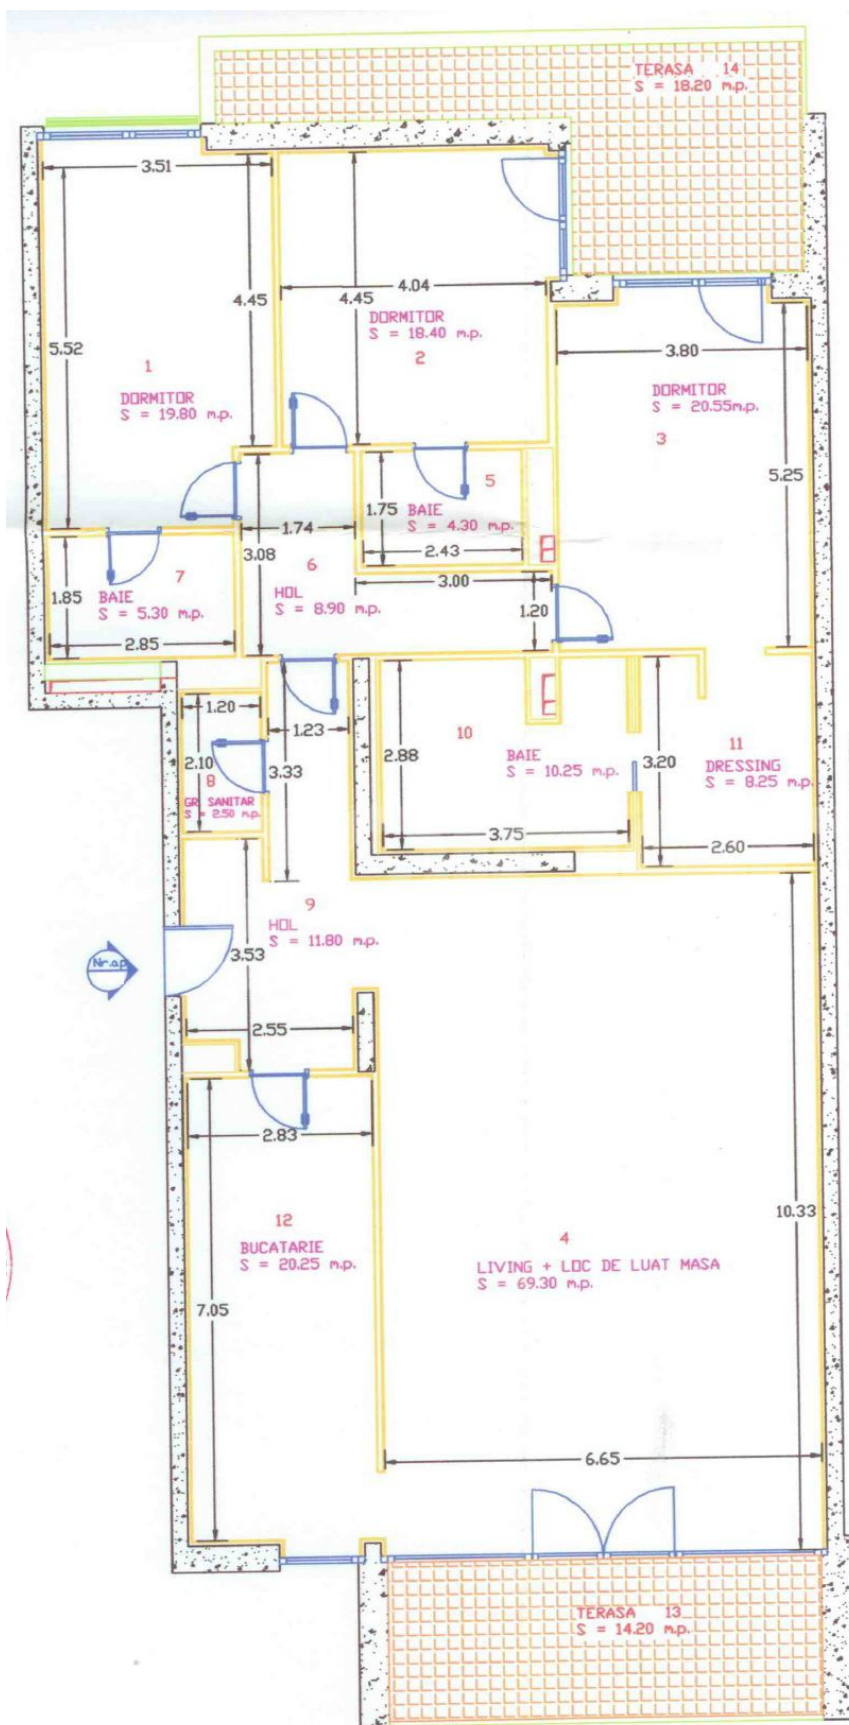 TERASA 14
S = 18.20 m.p.
3.51
4.45
5.52
1
DORMITOR
S = 19.80 m.p.
4.45
4.04
DORMITOR
S = 18.40 m.p.
2
3.80
DORMITOR
S = 20.55m.p.
3
5.25
1.75
5
BAIE
S = 4.30 m.p.
2.43
1.74
3.08
6
HOL
S = 8.90 m.p.
3.00
1.20
1.85
7
BAIE
S = 5.30 m.p.
2.85
1.20
2.10
8
GR. SANITAR
S = 2.50 m.p.
1.23
3.33
10
BAIE
S = 10.25 m.p.
2.88
3.75
3.20
11
DRESSING
S = 8.25 m.p.
2.60
9
HOL
S = 11.80 m.p.
3.53
2.55
Nr.ap
2.83
12
BUCATARIE
S = 20.25 m.p.
7.05
4
LIVING + LOC DE LUAT MASA
S = 69.30 m.p.
10.33
6.65
TERASA 13
S = 14.20 m.p.